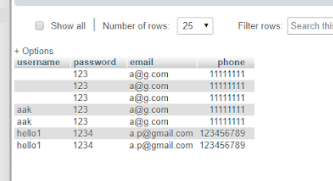 Show all | Number of rows: 25 Filter rows: Search this
+ Options
username password email phone
123 a@g.com 11111111
123 a@g.com 11111111
123 a@g.com 11111111
aak 123 a@g.com 11111111
aak 123 a@g.com 11111111
hello1 1234 a.p@gmail.com 123456789
hello1 1234 a.p@gmail.com 123456789